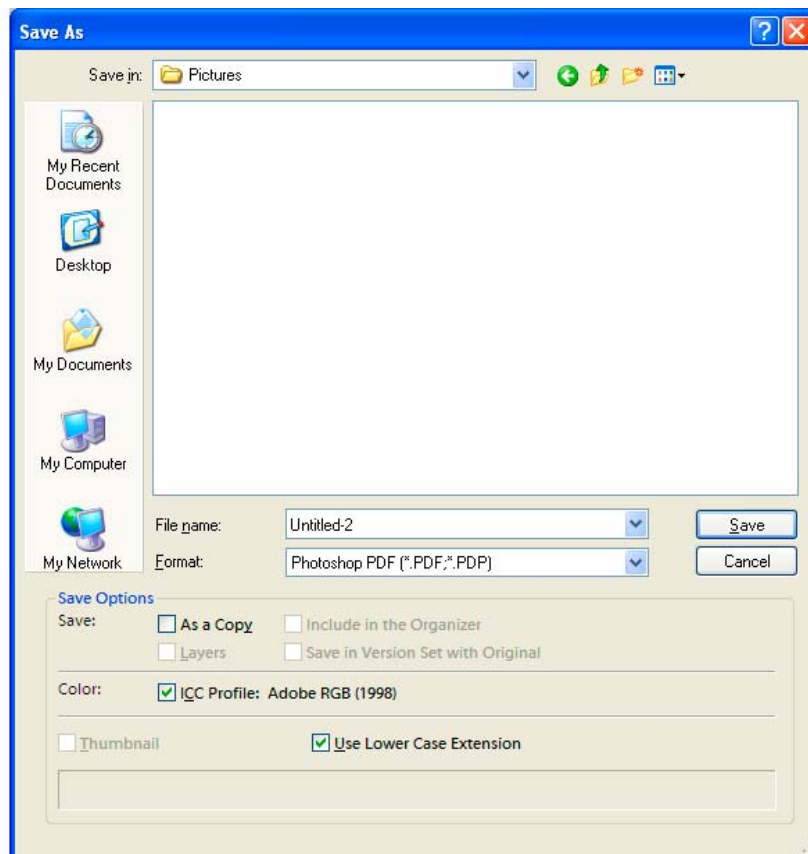 Save As
Save in: Pictures
My Recent
Documents
Desktop
My Documents
My Computer
My Network
File name: Untitled-2 Save
Format: Photoshop PDF (*.PDF;*.PDP) Cancel
Save Options
Save: As a Copy Include in the Organizer
Layers Save in Version Set with Original
Color: ICC Profile: Adobe RGB (1998)
Thumbnail Use Lower Case Extension